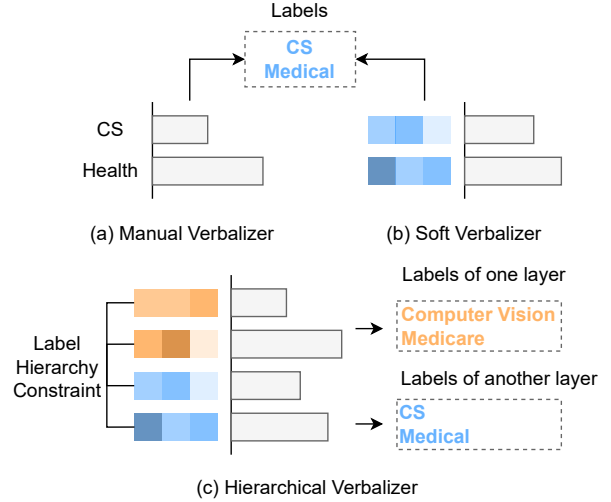 Labels
CS
Medical
CS
Health
(a) Manual Verbalizer
(b) Soft Verbalizer
Labels of one layer
Label
Hierarchy
Constraint
Computer Vision
Medicare
Labels of another layer
CS
Medical
(c) Hierarchical Verbalizer